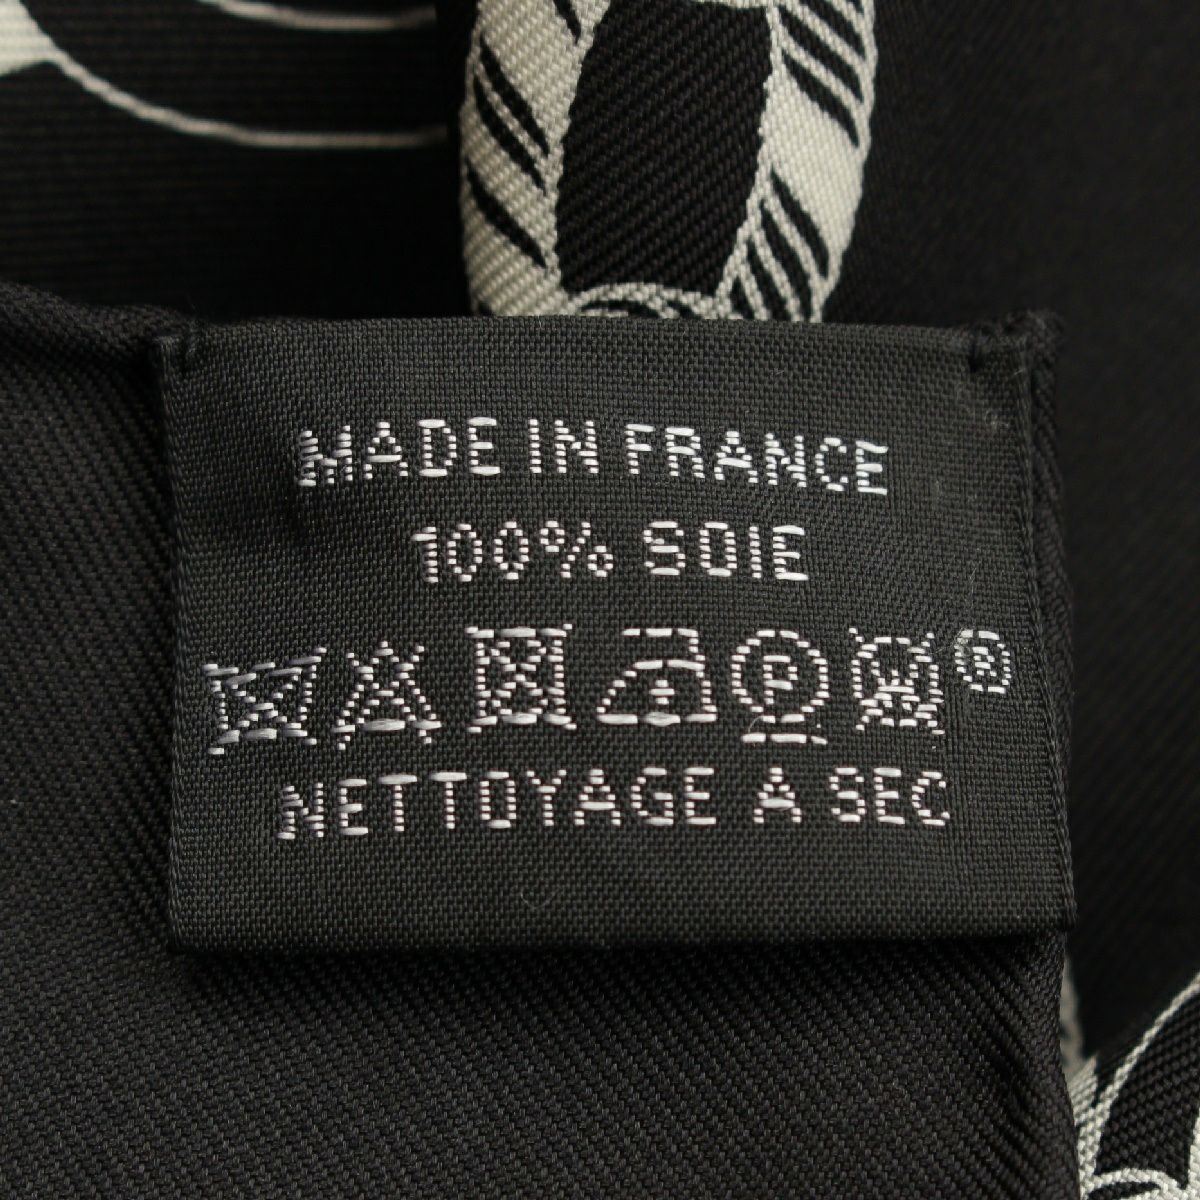 MADE IN FRANCE
100% SOIE
P ®
NETTOYAGE A SEC